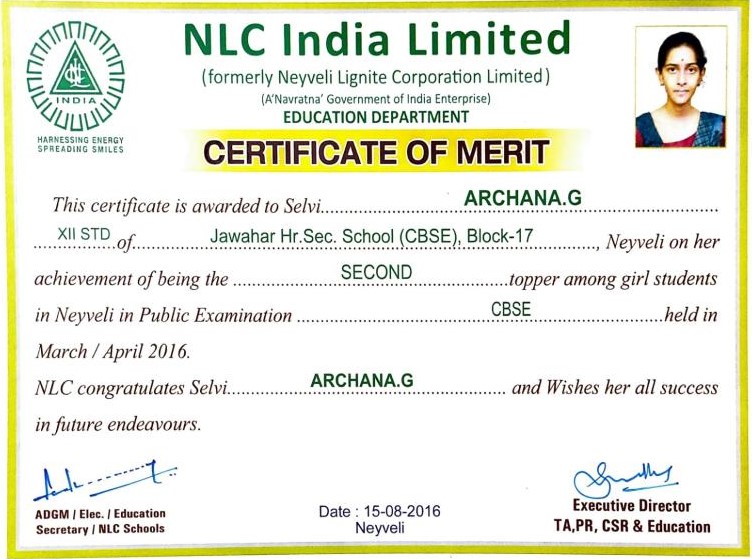 NLC India Limited
(formerly Neyveli Lignite Corporation Limited)
(A'Navratna' Government of India Enterprise)
EDUCATION DEPARTMENT
NLC
INDIA
HARNESSING ENERGY
SPREADING SMILES
CERTIFICATE OF MERIT
This certificate is awarded to Selvi..........ARCHANA.G..........
XII STD of..........Jawahar Hr.Sec. School (CBSE), Block-17.........., Neyveli on her
achievement of being the ..........SECOND..........topper among girl students
in Neyveli in Public Examination ..........CBSE..........held in
March / April 2016.
NLC congratulates Selvi..........ARCHANA.G.......... and Wishes her all success
in future endeavours.
ADGM / Elec. / Education
Secretary / NLC Schools
Date : 15-08-2016
Neyveli
Executive Director
TA,PR, CSR & Education